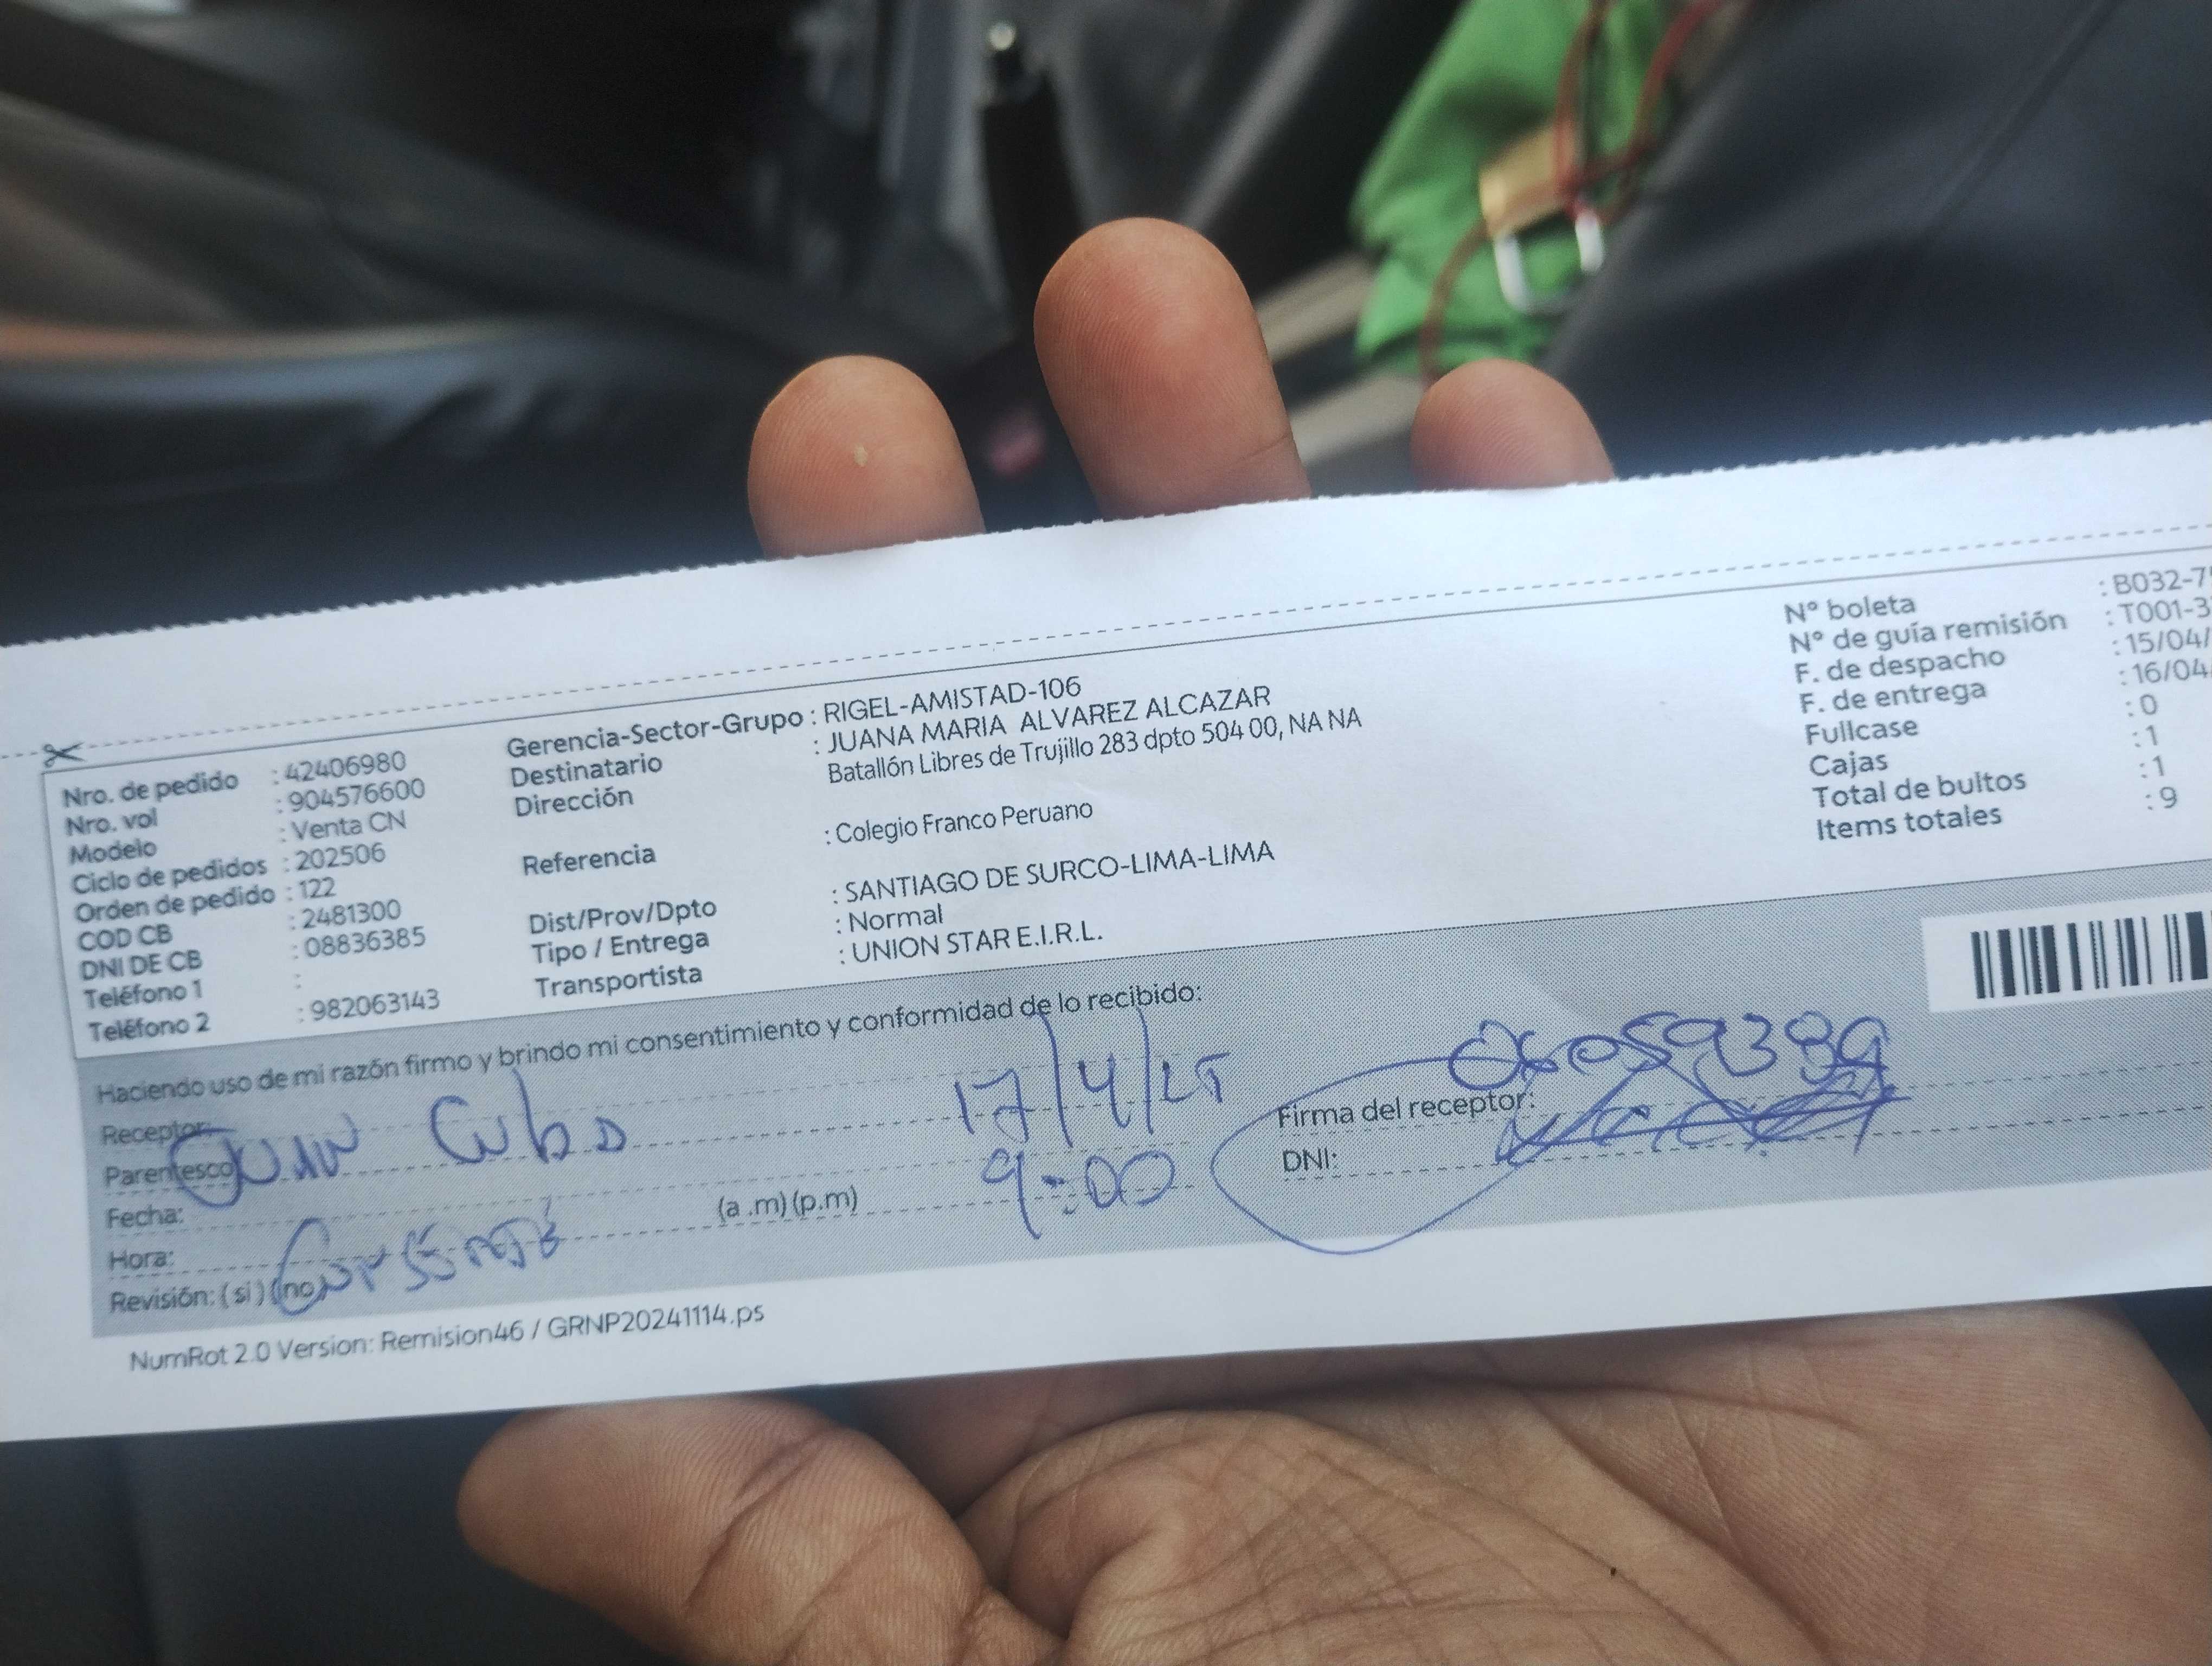 Nro. de pedido : 42406980
Nro. vol : 904576600
Modelo : Venta CN
Ciclo de pedidos : 202506
Orden de pedido : 122
COD CB : 2481300
DNI DE CB : 08836385
Teléfono 1 :
Teléfono 2 : 982063143
Gerencia-Sector-Grupo : RIGEL-AMISTAD-106
Destinatario : JUANA MARIA ALVAREZ ALCAZAR
Dirección Batallón Libres de Trujillo 283 dpto 504 00, NA NA
Referencia : Colegio Franco Peruano
Dist/Prov/Dpto : SANTIAGO DE SURCO-LIMA-LIMA
Tipo / Entrega : Normal
Transportista : UNION STAR E.I.R.L.
Nº boleta : B032-7
Nº de guía remisión : T001-3
F. de despacho : 15/04/
F. de entrega : 16/04
Fullcase : 0
Cajas : 1
Total de bultos : 1
Items totales : 9
Haciendo uso de mi razón firmo y brindo mi consentimiento y conformidad de lo recibido:
Receptor:
Parentesco Juan Cubo 17/4/25
Fecha:
Hora: (a .m) (p.m) 9:00
Revisión: ( si ) (no)
Firma del receptor:
DNI:
NumRot 2.0 Version: Remision46 / GRNP20241114.ps